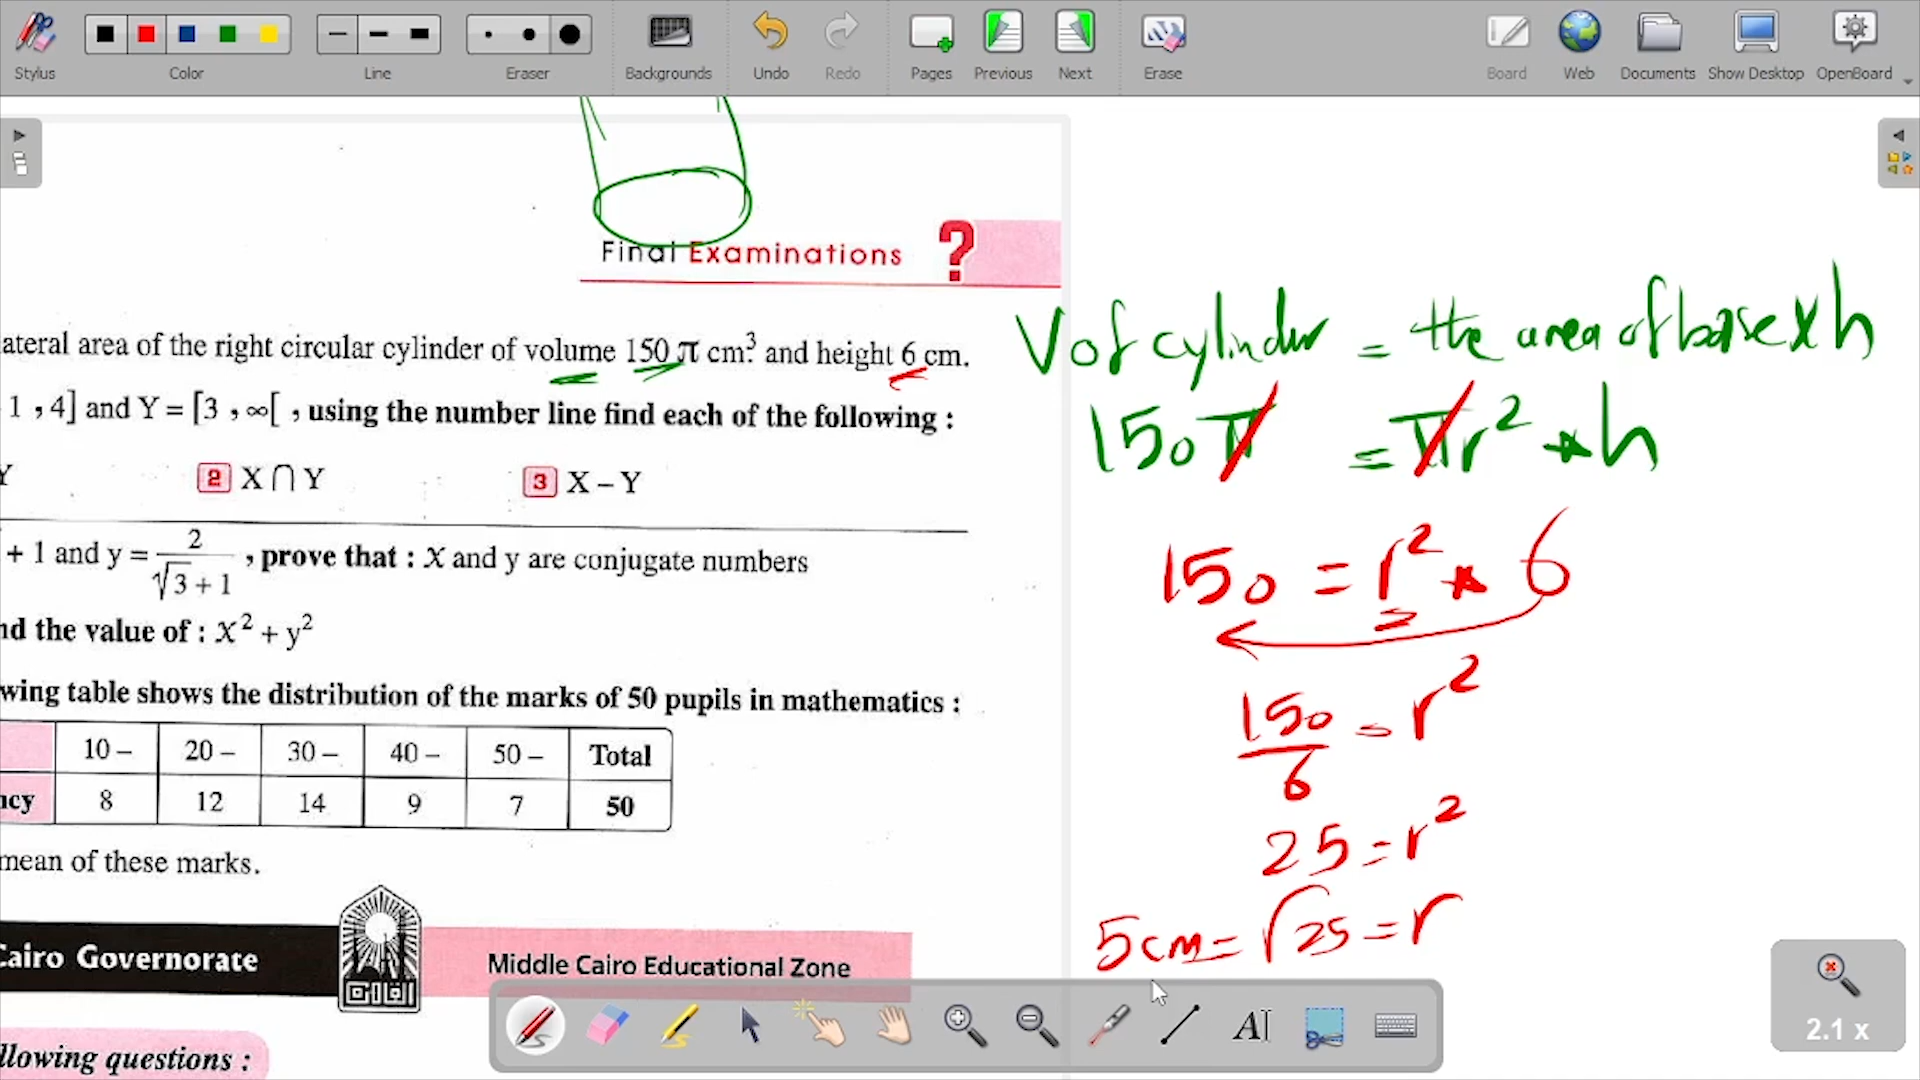 Stylus Color Line Eraser Backgrounds Undo Redo Pages Previous Next Erase Board Web Documents Show Desktop OpenBoard
Final Examinations ?
ateral area of the right circular cylinder of volume 150 π cm³. and height 6 cm.
1 , 4] and Y = [3 , ∞[ , using the number line find each of the following :
Y 2 X ∩ Y 3 X – Y
+ 1 and y = 2/(√3 + 1) , prove that : X and y are conjugate numbers
nd the value of : X² + y²
wing table shows the distribution of the marks of 50 pupils in mathematics :
10 – 20 – 30 – 40 – 50 – Total
ncy 8 12 14 9 7 50
mean of these marks.
Cairo Governorate
Middle Cairo Educational Zone
llowing questions :
V of cylinder = the area of base × h
150 π = π r² * h
150 = r² * 6
150/6 = r²
25 = r²
5 cm = √25 = r
AI
2.1 x